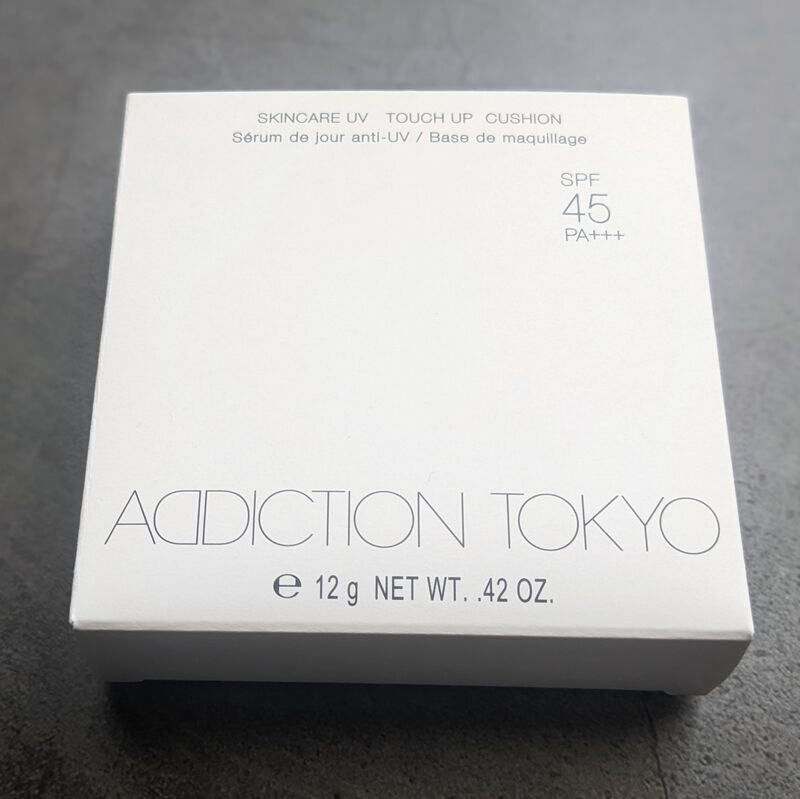 SKINCARE UV TOUCH UP CUSHION
Sérum de jour anti-UV / Base de maquillage
SPF
45
PA+++
ADDICTION TOKYO
℮ 12 g NET WT. .42 OZ.